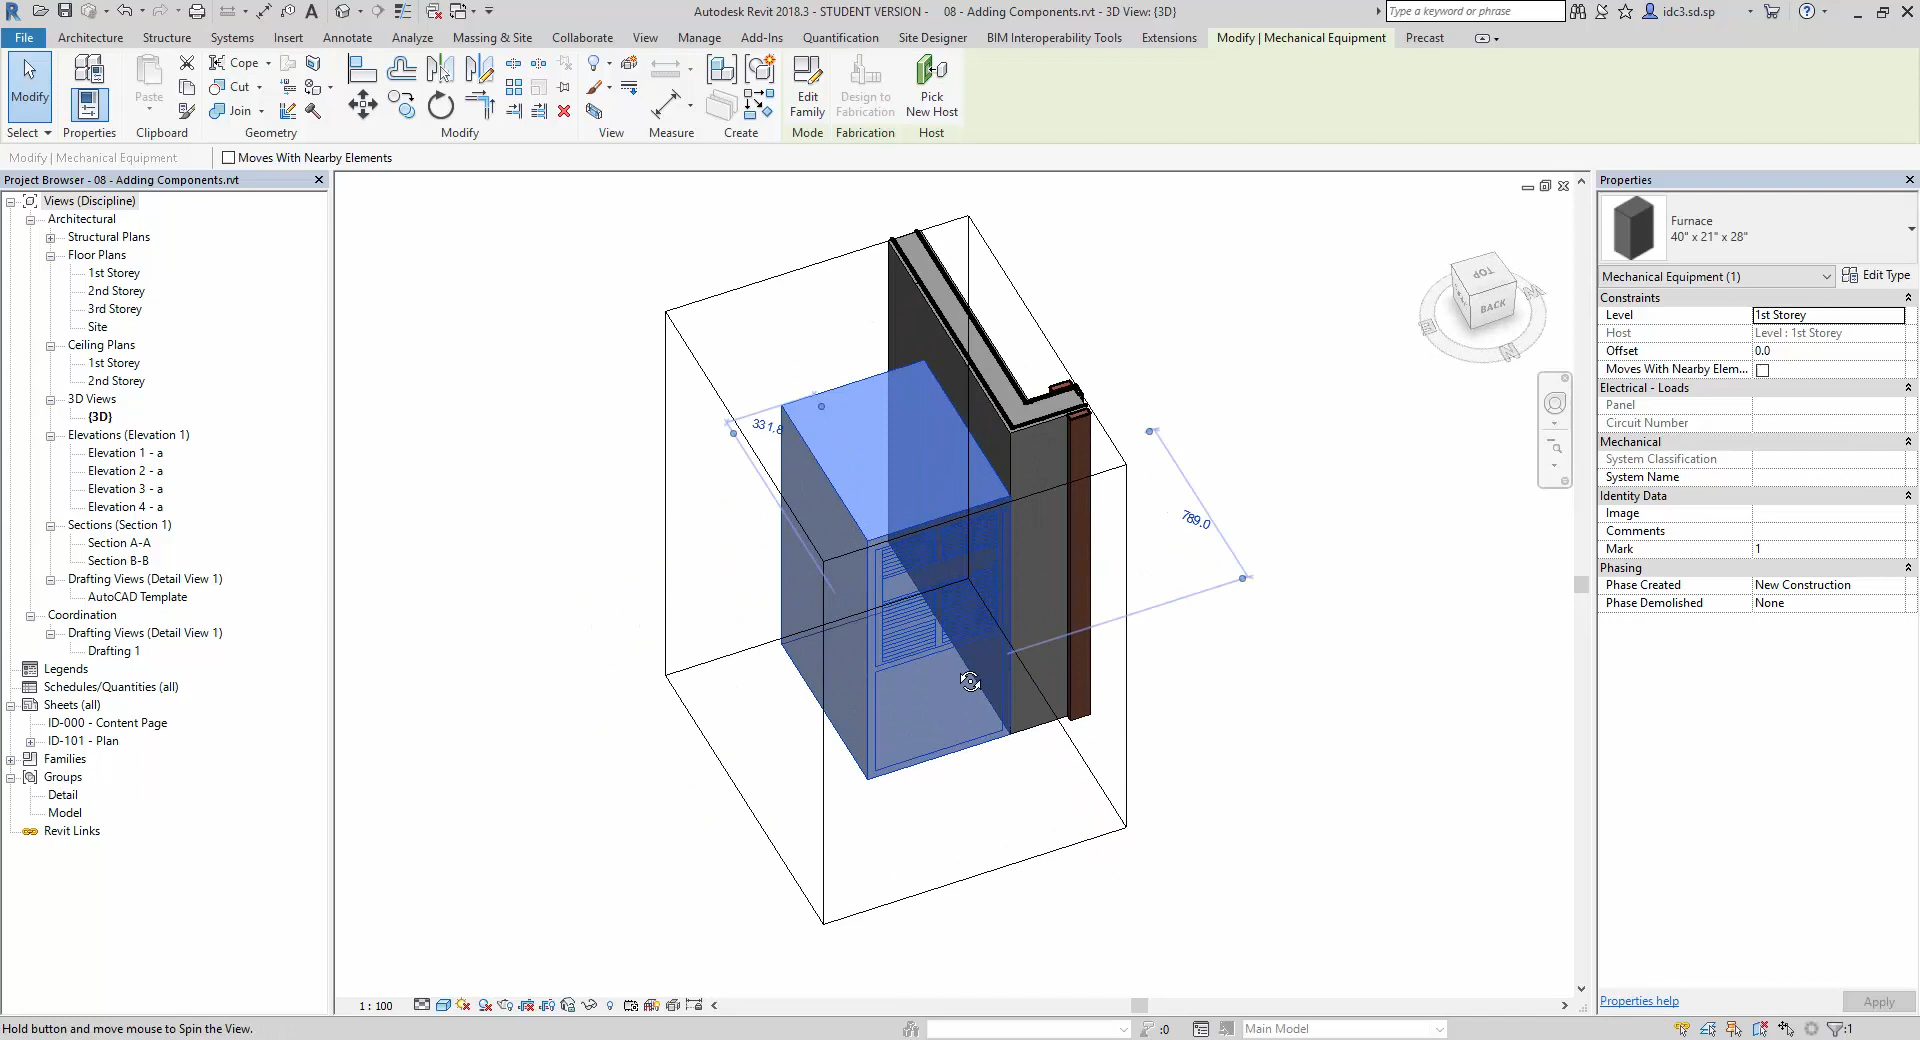 Autodesk Revit 2018.3 - STUDENT VERSION - 08 - Adding Components.rvt - 3D View: {3D}
Type a keyword or phrase
idc3.sd.sp
File Architecture Structure Systems Insert Annotate Analyze Massing & Site Collaborate View Manage Add-Ins Quantification Site Designer BIM Interoperability Tools Extensions Modify | Mechanical Equipment Precast
Modify
Paste
Cope
Cut
Join
Edit Family
Design to Fabrication
Pick New Host
Select Properties Clipboard Geometry Modify View Measure Create Mode Fabrication Host
Modify | Mechanical Equipment
Moves With Nearby Elements
Project Browser - 08 - Adding Components.rvt
Views (Discipline)
Architectural
Structural Plans
Floor Plans
1st Storey
2nd Storey
3rd Storey
Site
Ceiling Plans
1st Storey
2nd Storey
3D Views
{3D}
Elevations (Elevation 1)
Elevation 1 - a
Elevation 2 - a
Elevation 3 - a
Elevation 4 - a
Sections (Section 1)
Section A-A
Section B-B
Drafting Views (Detail View 1)
AutoCAD Template
Coordination
Drafting Views (Detail View 1)
Drafting 1
Legends
Schedules/Quantities (all)
Sheets (all)
ID-000 - Content Page
ID-101 - Plan
Families
Groups
Detail
Model
Revit Links
331.8
789.0
TOP
BACK
Properties
Furnace
40" x 21" x 28"
Mechanical Equipment (1)
Edit Type
Constraints
Level 1st Storey
Host Level : 1st Storey
Offset 0.0
Moves With Nearby Elem...
Electrical - Loads
Panel
Circuit Number
Mechanical
System Classification
System Name
Identity Data
Image
Comments
Mark 1
Phasing
Phase Created New Construction
Phase Demolished None
Properties help
Apply
1 : 100
Hold button and move mouse to Spin the View.
:0
Main Model
:1